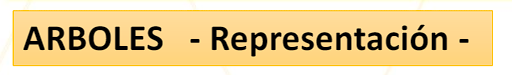 ARBOLES - Representación -